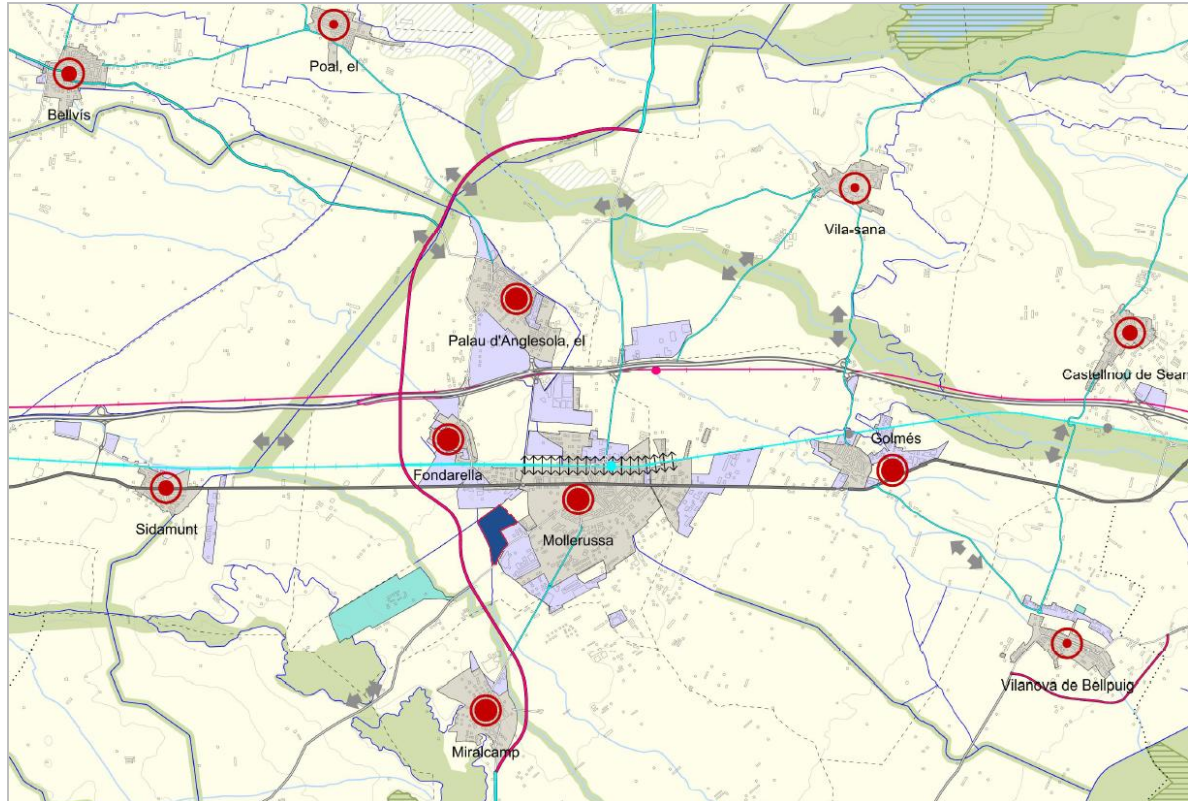 Poal, el
Bellvís
Vila-sana
Palau d'Anglesola, el
Castellnou de Sean
Golmés
Fondarella
Sidamunt
Mollerussa
Vilanova de Bellpuig
Miralcamp